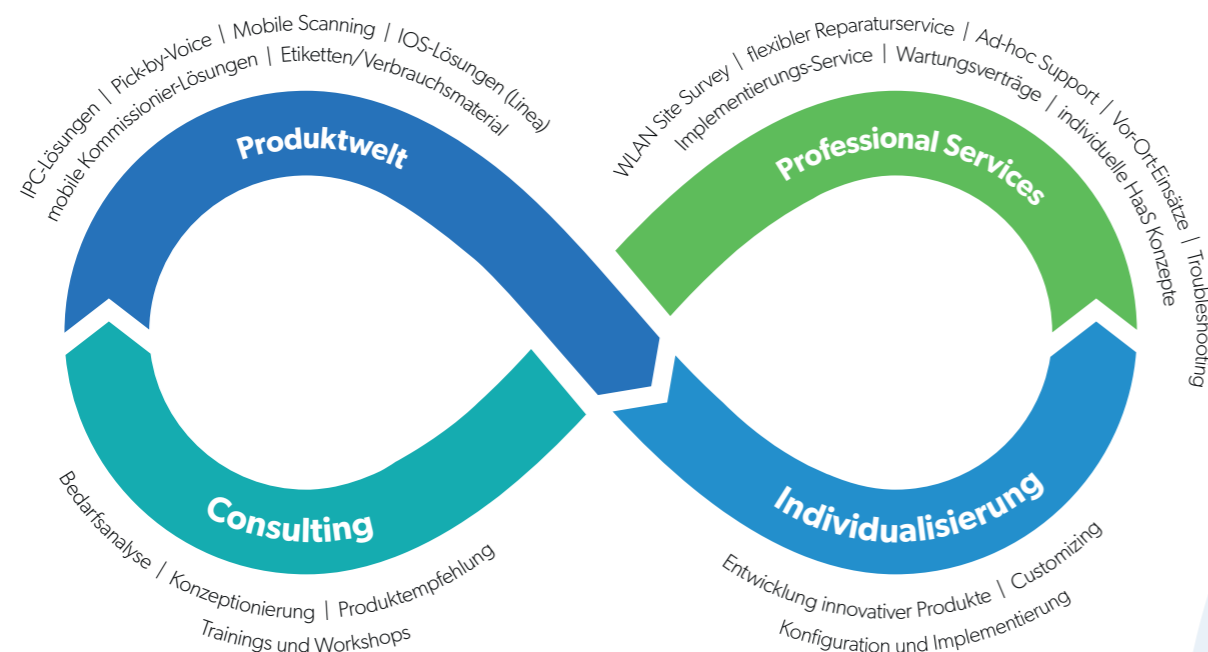 IPC-Lösungen | Pick-by-Voice | Mobile Scanning | IOS-Lösungen (Linea)
mobile Kommissionier-Lösungen | Etiketten/Verbrauchsmaterial
Produktwelt
WLAN Site Survey | flexibler Reparaturservice | Ad-hoc Support | Vor-Ort-Einsätze | Troublesnooting
Implementierungs-Service | Wartungsverträge | individuelle HaaS Konzepte
Professional Services
Consulting
Bedarfsanalyse | Konzeptionierung | Produktempfehlung
Trainings und Workshops
Individualisierung
Entwicklung innovativer Produkte | Customizing
Konfiguration und Implementierung